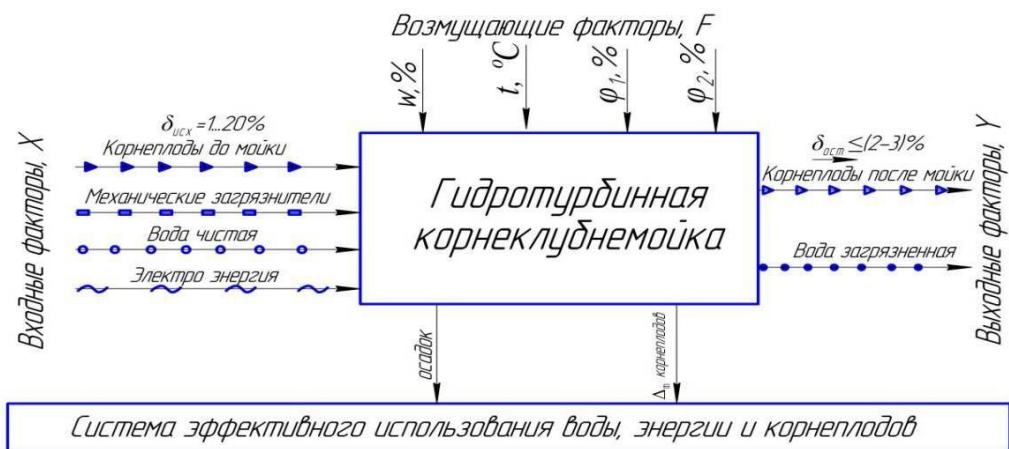 Возмущающие факторы, F
w,%
t, °C
φ₁,%
φ₂,%
Входные факторы, X
δисх =1...20%
Корнеплоды до мойки
Механические загрязнители
Вода чистая
Электро энергия
Гидротурбинная
корнеклубнемойка
δост ≤(2-3)%
Корнеплоды после мойки
Вода загрязненная
Выходные факторы, Y
осадок
Δm корнеплодов
Система эффективного использования воды, энергии и корнеплодов